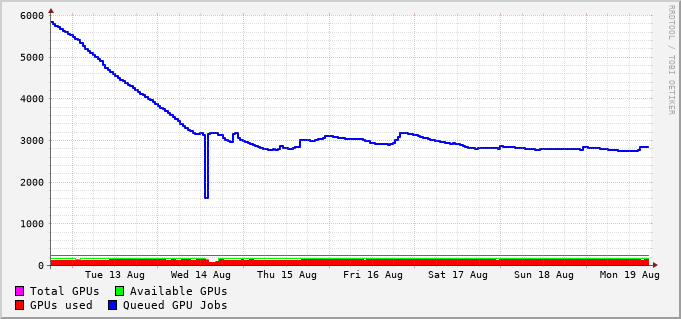 6000
5000
4000
3000
2000
1000
0
Tue 13 Aug Wed 14 Aug Thu 15 Aug Fri 16 Aug Sat 17 Aug Sun 18 Aug Mon 19 Aug
Total GPUs Available GPUs
GPUs used Queued GPU Jobs
RRDTOOL / TOBI OETIKER